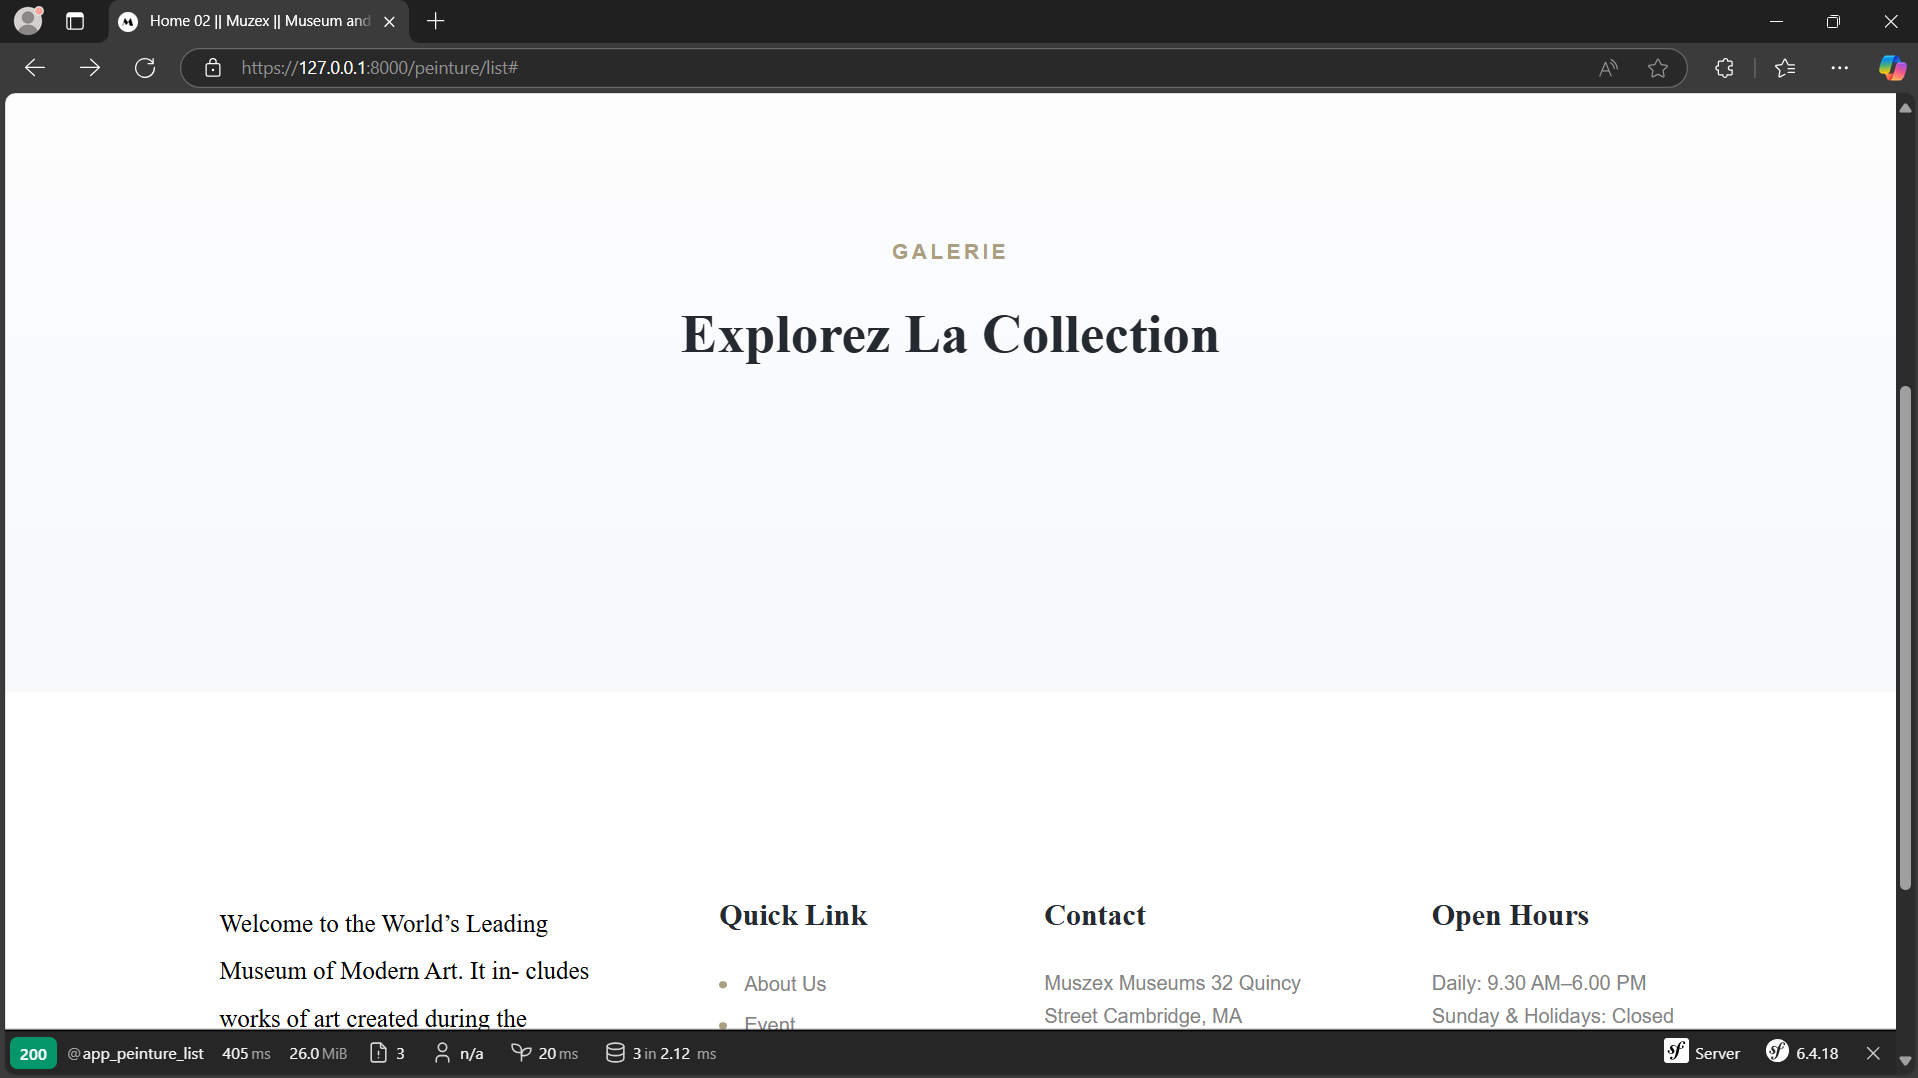 Home 02 || Muzex || Museum and
https://127.0.0.1:8000/peinture/list#
GALERIE
Explorez La Collection
Welcome to the World’s Leading
Museum of Modern Art. It in- cludes
works of art created during the
Quick Link
About Us
Event
Contact
Muszex Museums 32 Quincy
Street Cambridge, MA
Open Hours
Daily: 9.30 AM–6.00 PM
Sunday & Holidays: Closed
200 @app_peinture_list 405 ms 26.0 MiB 3 n/a 20 ms 3 in 2.12 ms sf Server sf 6.4.18